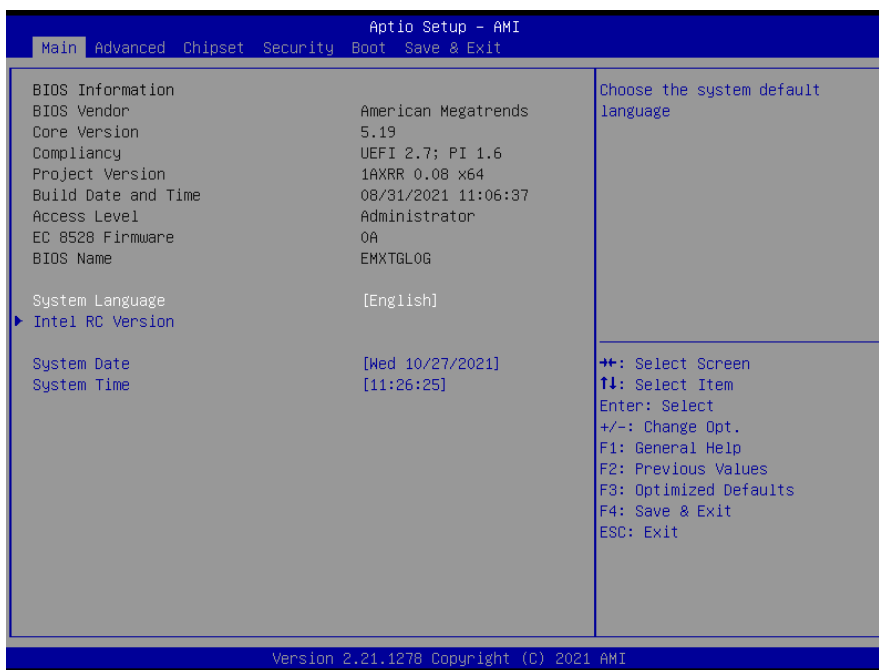 Aptio Setup - AMI
Main Advanced Chipset Security Boot Save & Exit
BIOS Information
BIOS Vendor American Megatrends
Core Version 5.19
Compliancy UEFI 2.7; PI 1.6
Project Version 1AXRR 0.08 x64
Build Date and Time 08/31/2021 11:06:37
Access Level Administrator
EC 8528 Firmware 0A
BIOS Name EMXTGLOG
System Language [English]
Intel RC Version
System Date [Wed 10/27/2021]
System Time [11:26:25]
Choose the system default
language
→←: Select Screen
↑↓: Select Item
Enter: Select
+/-: Change Opt.
F1: General Help
F2: Previous Values
F3: Optimized Defaults
F4: Save & Exit
ESC: Exit
Version 2.21.1278 Copyright (C) 2021 AMI